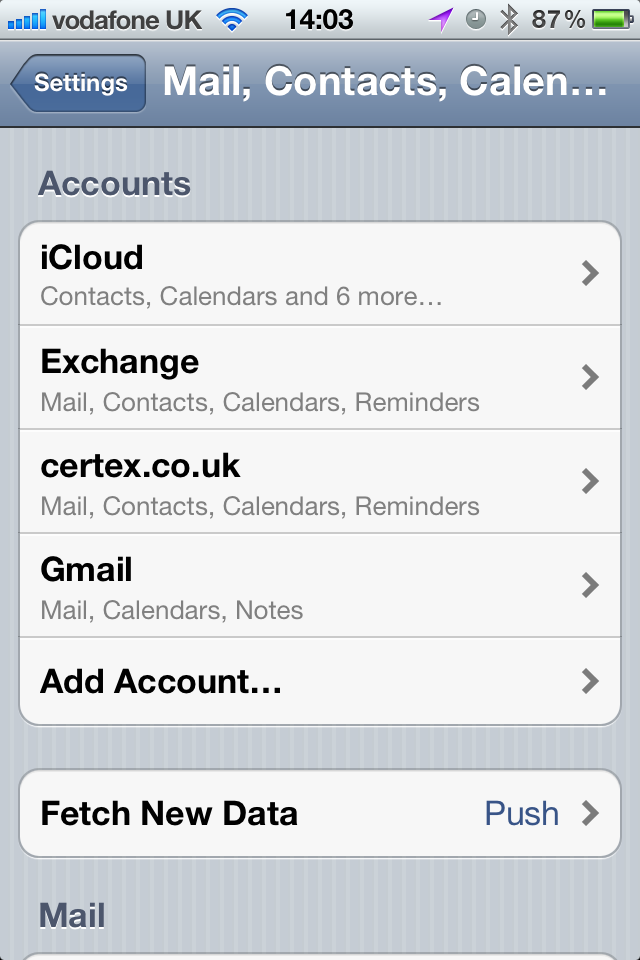 vodafone UK 14:03 87%
Settings Mail, Contacts, Calen...
Accounts
iCloud
Contacts, Calendars and 6 more...
Exchange
Mail, Contacts, Calendars, Reminders
certex.co.uk
Mail, Contacts, Calendars, Reminders
Gmail
Mail, Calendars, Notes
Add Account...
Fetch New Data Push
Mail